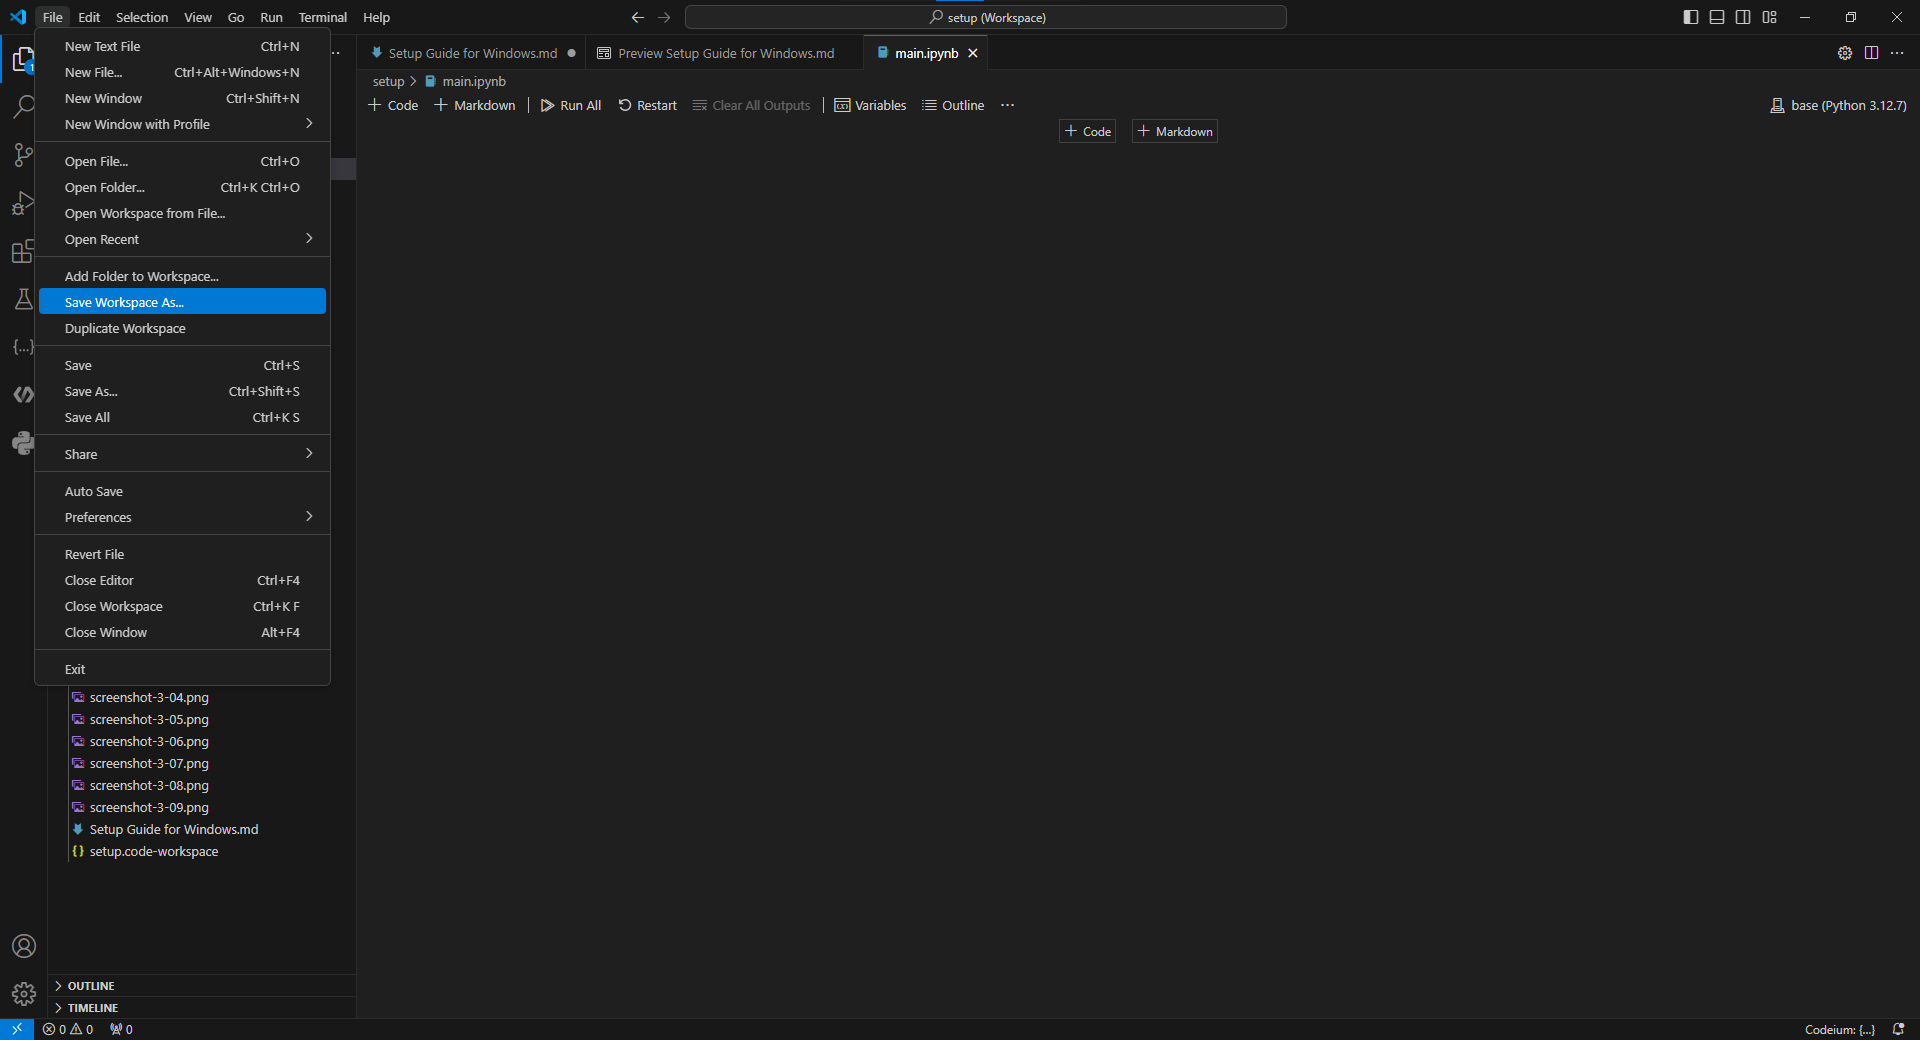 File Edit Selection View Go Run Terminal Help
setup (Workspace)
New Text File Ctrl+N
New File... Ctrl+Alt+Windows+N
New Window Ctrl+Shift+N
New Window with Profile
Open File... Ctrl+O
Open Folder... Ctrl+K Ctrl+O
Open Workspace from File...
Open Recent
Add Folder to Workspace...
Save Workspace As...
Duplicate Workspace
Save Ctrl+S
Save As... Ctrl+Shift+S
Save All Ctrl+K S
Share
Auto Save
Preferences
Revert File
Close Editor Ctrl+F4
Close Workspace Ctrl+K F
Close Window Alt+F4
Exit
screenshot-3-04.png
screenshot-3-05.png
screenshot-3-06.png
screenshot-3-07.png
screenshot-3-08.png
screenshot-3-09.png
Setup Guide for Windows.md
setup.code-workspace
OUTLINE
TIMELINE
Setup Guide for Windows.md Preview Setup Guide for Windows.md main.ipynb
setup main.ipynb
Code Markdown Run All Restart Clear All Outputs Variables Outline base (Python 3.12.7)
Code Markdown
1
0 0 0 Codeium: {...}